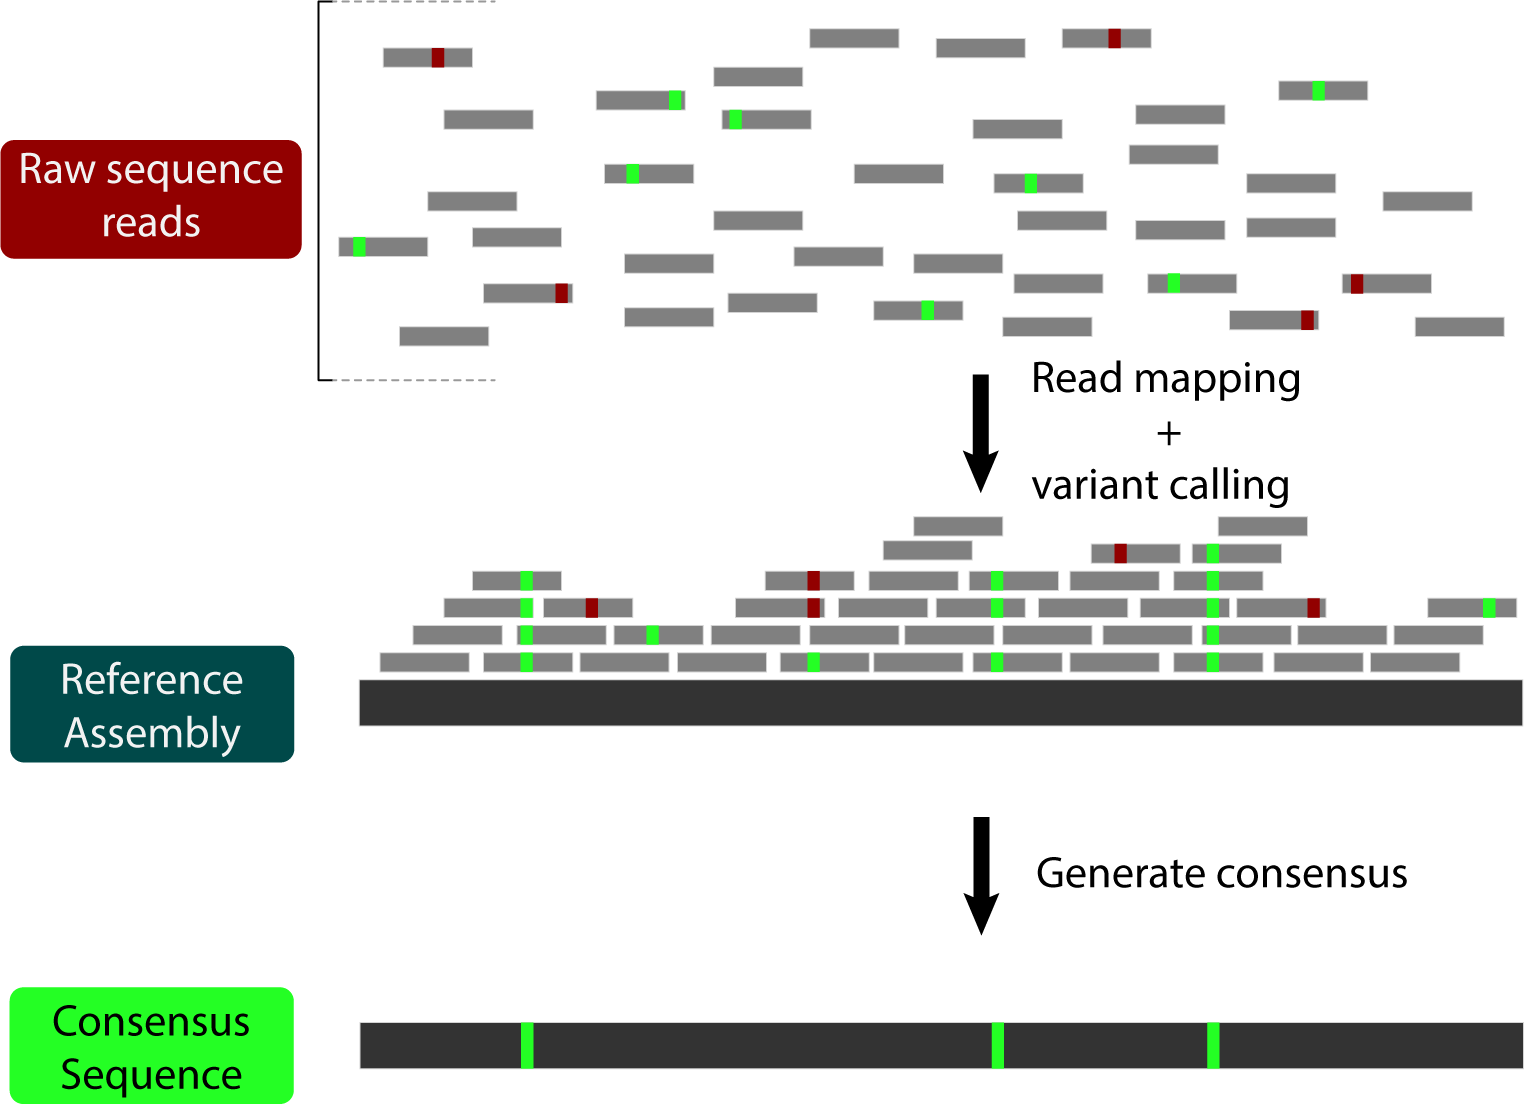 Raw sequence
reads
Read mapping
+
variant calling
Reference
Assembly
Generate consensus
Consensus
Sequence